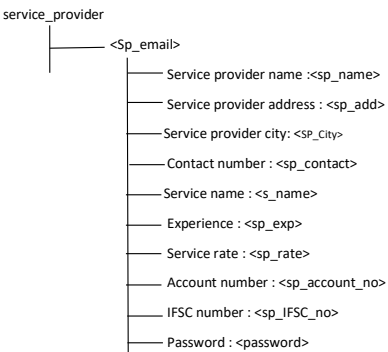 service_provider
<Sp_email>
Service provider name :<sp_name>
Service provider address : <sp_add>
Service provider city: <SP_City>
Contact number : <sp_contact>
Service name : <s_name>
Experience : <sp_exp>
Service rate : <sp_rate>
Account number : <sp_account_no>
IFSC number : <sp_IFSC_no>
Password : <password>